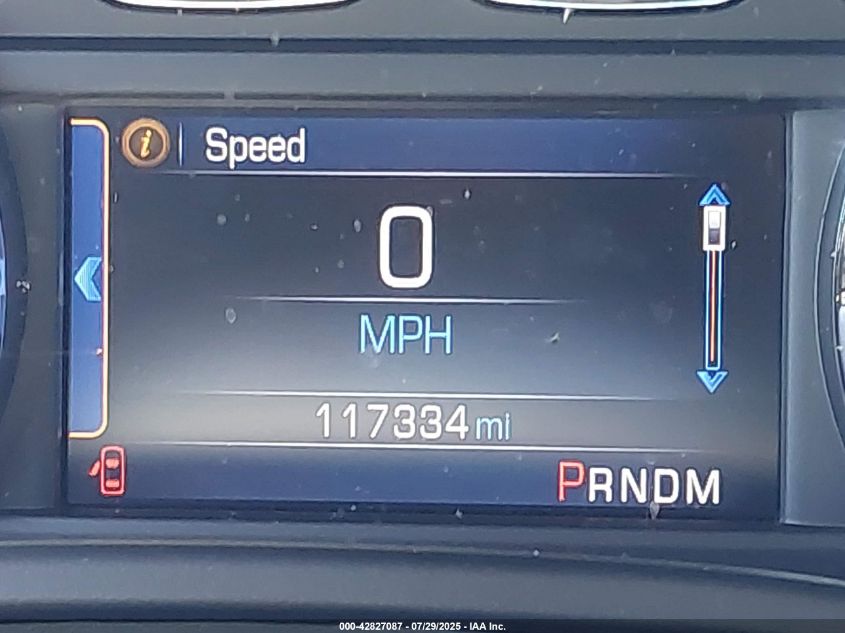 i Speed
0
MPH
117334 mi
PRNDM
000-42827087 - 07/29/2025 - IAA Inc.